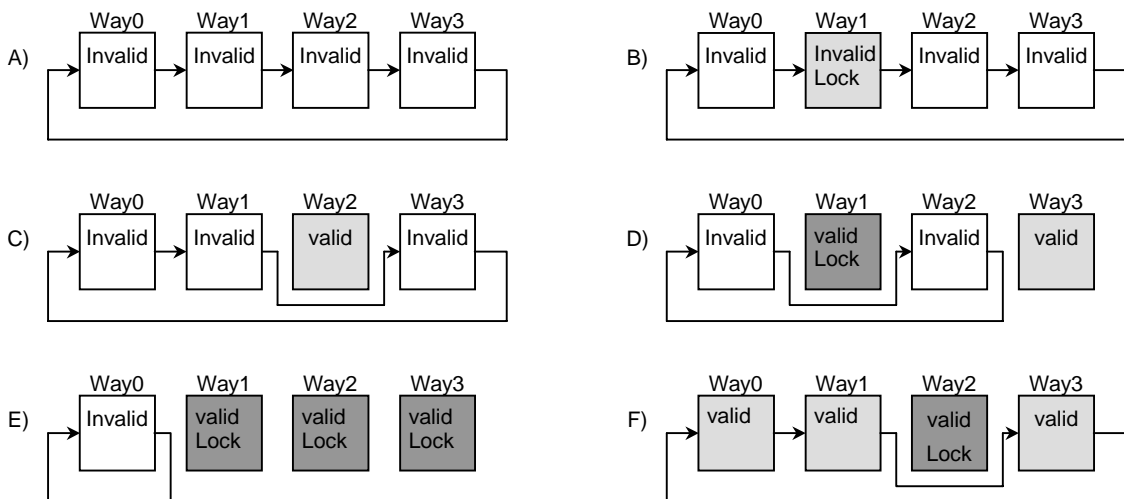 Way0 Way1 Way2 Way3
A) Invalid Invalid Invalid Invalid
Way0 Way1 Way2 Way3
B) Invalid Invalid Invalid Invalid
Lock
Way0 Way1 Way2 Way3
C) Invalid Invalid valid Invalid
Way0 Way1 Way2 Way3
D) Invalid valid Invalid valid
Lock
Way0 Way1 Way2 Way3
E) Invalid valid valid valid
Lock Lock Lock
Way0 Way1 Way2 Way3
F) valid valid valid valid
Lock